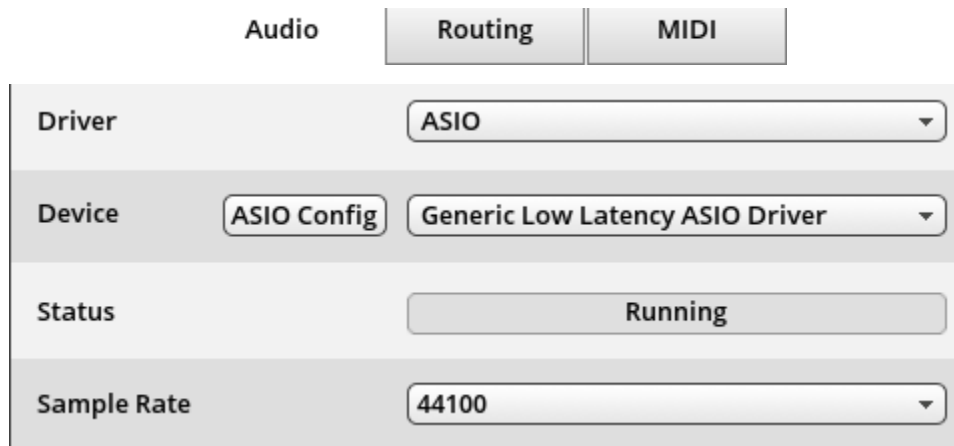 Audio Routing MIDI
Driver ASIO
Device ASIO Config Generic Low Latency ASIO Driver
Status Running
Sample Rate 44100